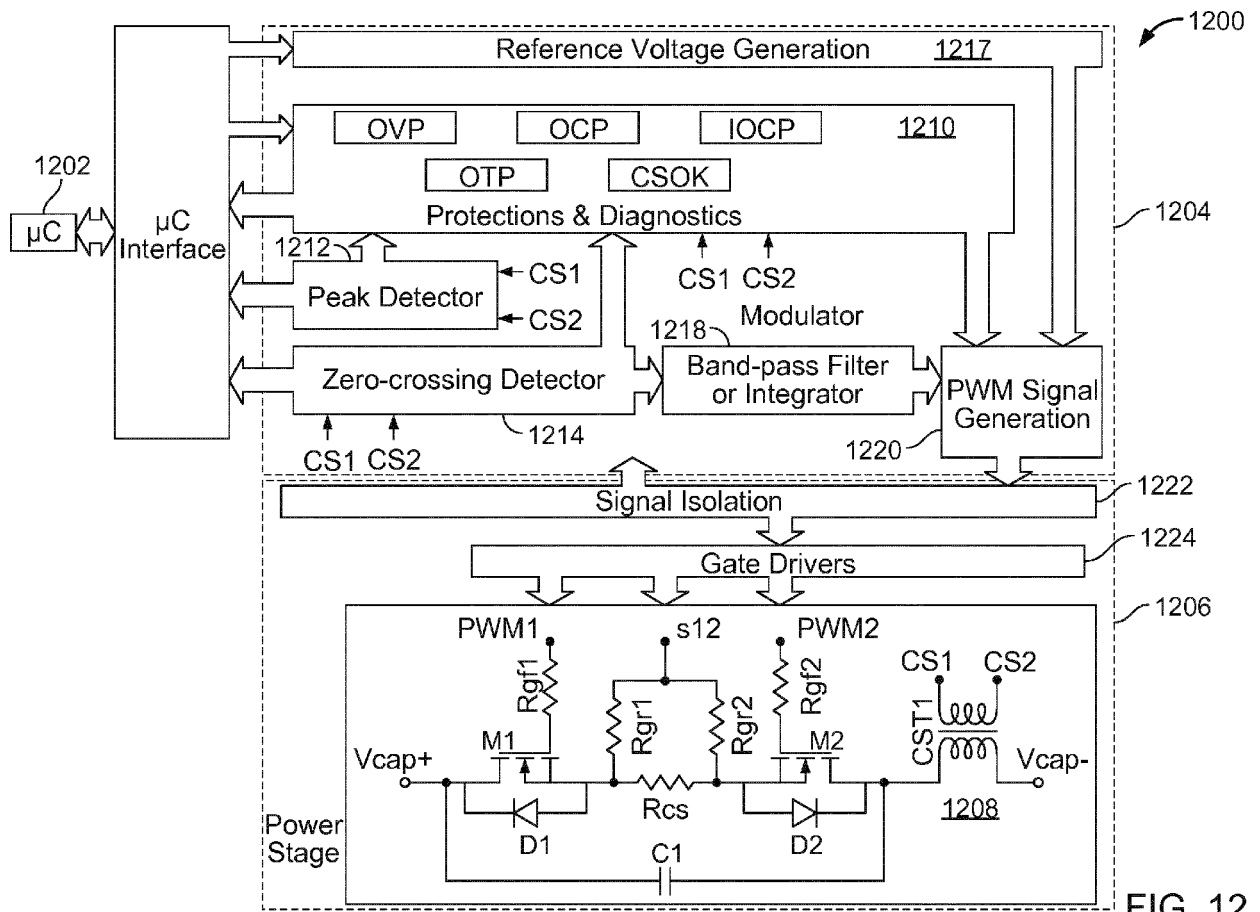 1200
Reference Voltage Generation 1217
OVP OCP IOCP 1210
1202
OTP CSOK
µC
µC
Interface
Protections & Diagnostics
1204
1212
CS1
Peak Detector
CS2
CS1 CS2
Modulator
1218
Zero-crossing Detector
Band-pass Filter
or Integrator
PWM Signal
Generation
1214
1220
CS1 CS2
Signal Isolation
1222
Gate Drivers
1224
1206
PWM1 s12 PWM2
CS1 CS2
Rgf1
Rgr1
Rgr2
Rgf2
CST1
M1 M2
Vcap+
Vcap-
Rcs
1208
D1 D2
Power
Stage
C1
FIG. 12